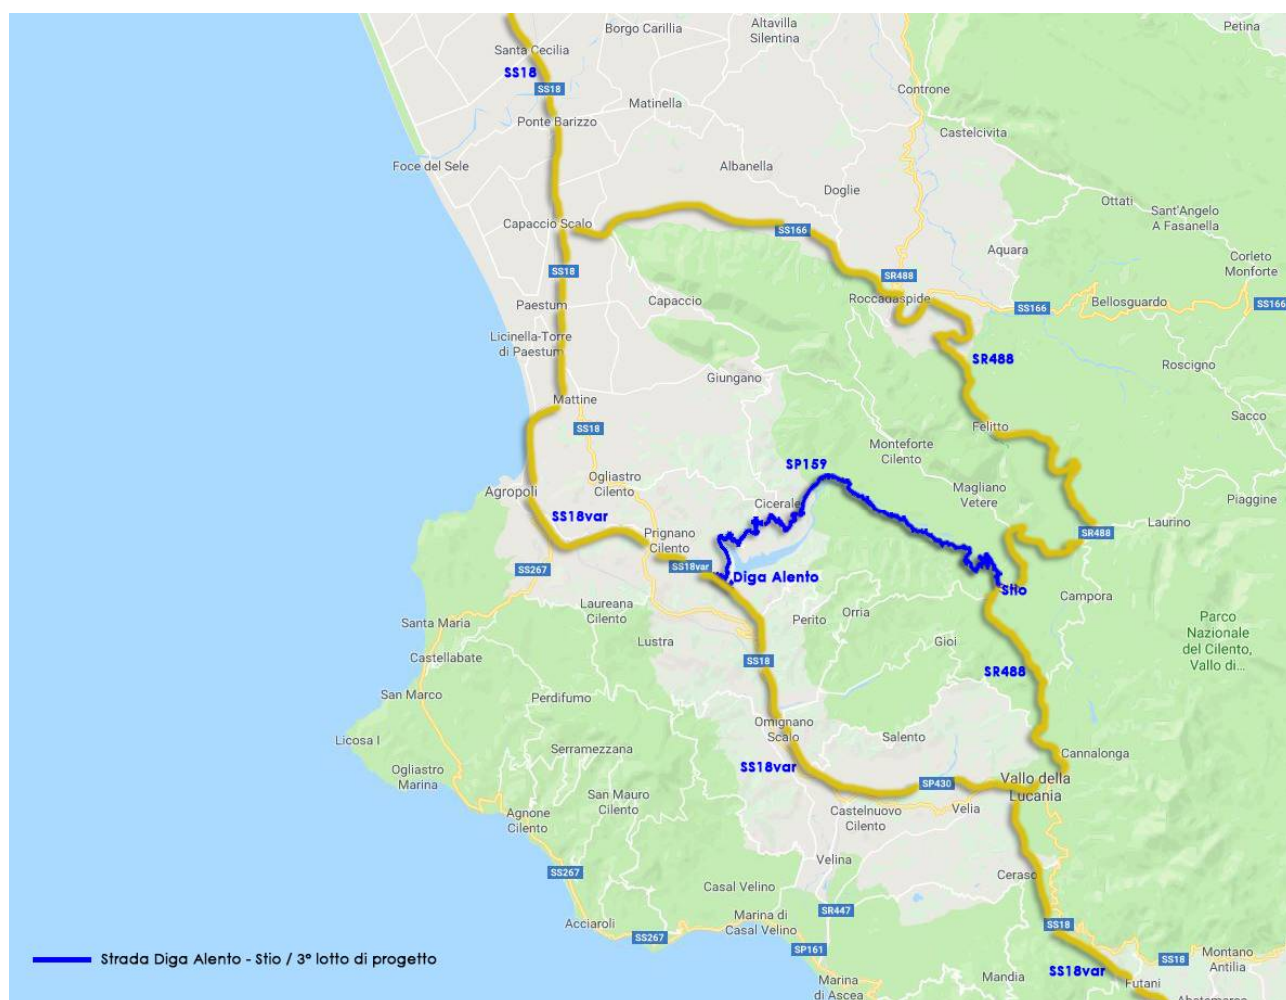 Petina
Borgo Carillia
Altavilla
Silentina
Santa Cecilia
SS18
SS18
Controne
Matinella
Ponte Barizzo
Castelcivita
Foce del Sele
Albanella
Doglie
Ottati
Sant'Angelo
A Fasanella
Capaccio Scalo
SS166
Aquara
Corleto
Monforte
SS18
SR488
Capaccio
Roccadaspide
Bellosguardo
SS166
SS166
Paestum
Licinella-Torre
di Paestum
SR488
Roscigno
Giungano
Mattine
Sacco
SS18
Felitto
Monteforte
Cilento
SP159
Ogliastro
Cilento
Magliano
Vetere
Agropoli
Cicerale
Piaggine
SS18var
Laurino
Prignano
Cilento
SR488
SS267
SS18var
Diga Alento
Stio
Campora
Laureana
Cilento
Orria
Perito
Parco
Nazionale
del Cilento,
Vallo di...
Santa Maria
Lustra
Gioi
Castellabate
SS18
SR488
San Marco
Perdifumo
Omignano
Scalo
Licosa I
Salento
Serramezzana
Cannalonga
Ogliastro
Marina
SS18var
Vallo della
Lucania
SP430
San Mauro
Cilento
Agnone
Cilento
Castelnuovo
Cilento
Velia
Velina
SS267
Ceraso
Casal Velino
SR447
Acciaroli
Marina di
Casal Velino
SS18
SS267
SP161
Montano
Antilia
Strada Diga Alento - Stio / 3° lotto di progetto
SS18
SS18var
Mandia
Marina
di Ascea
Futani